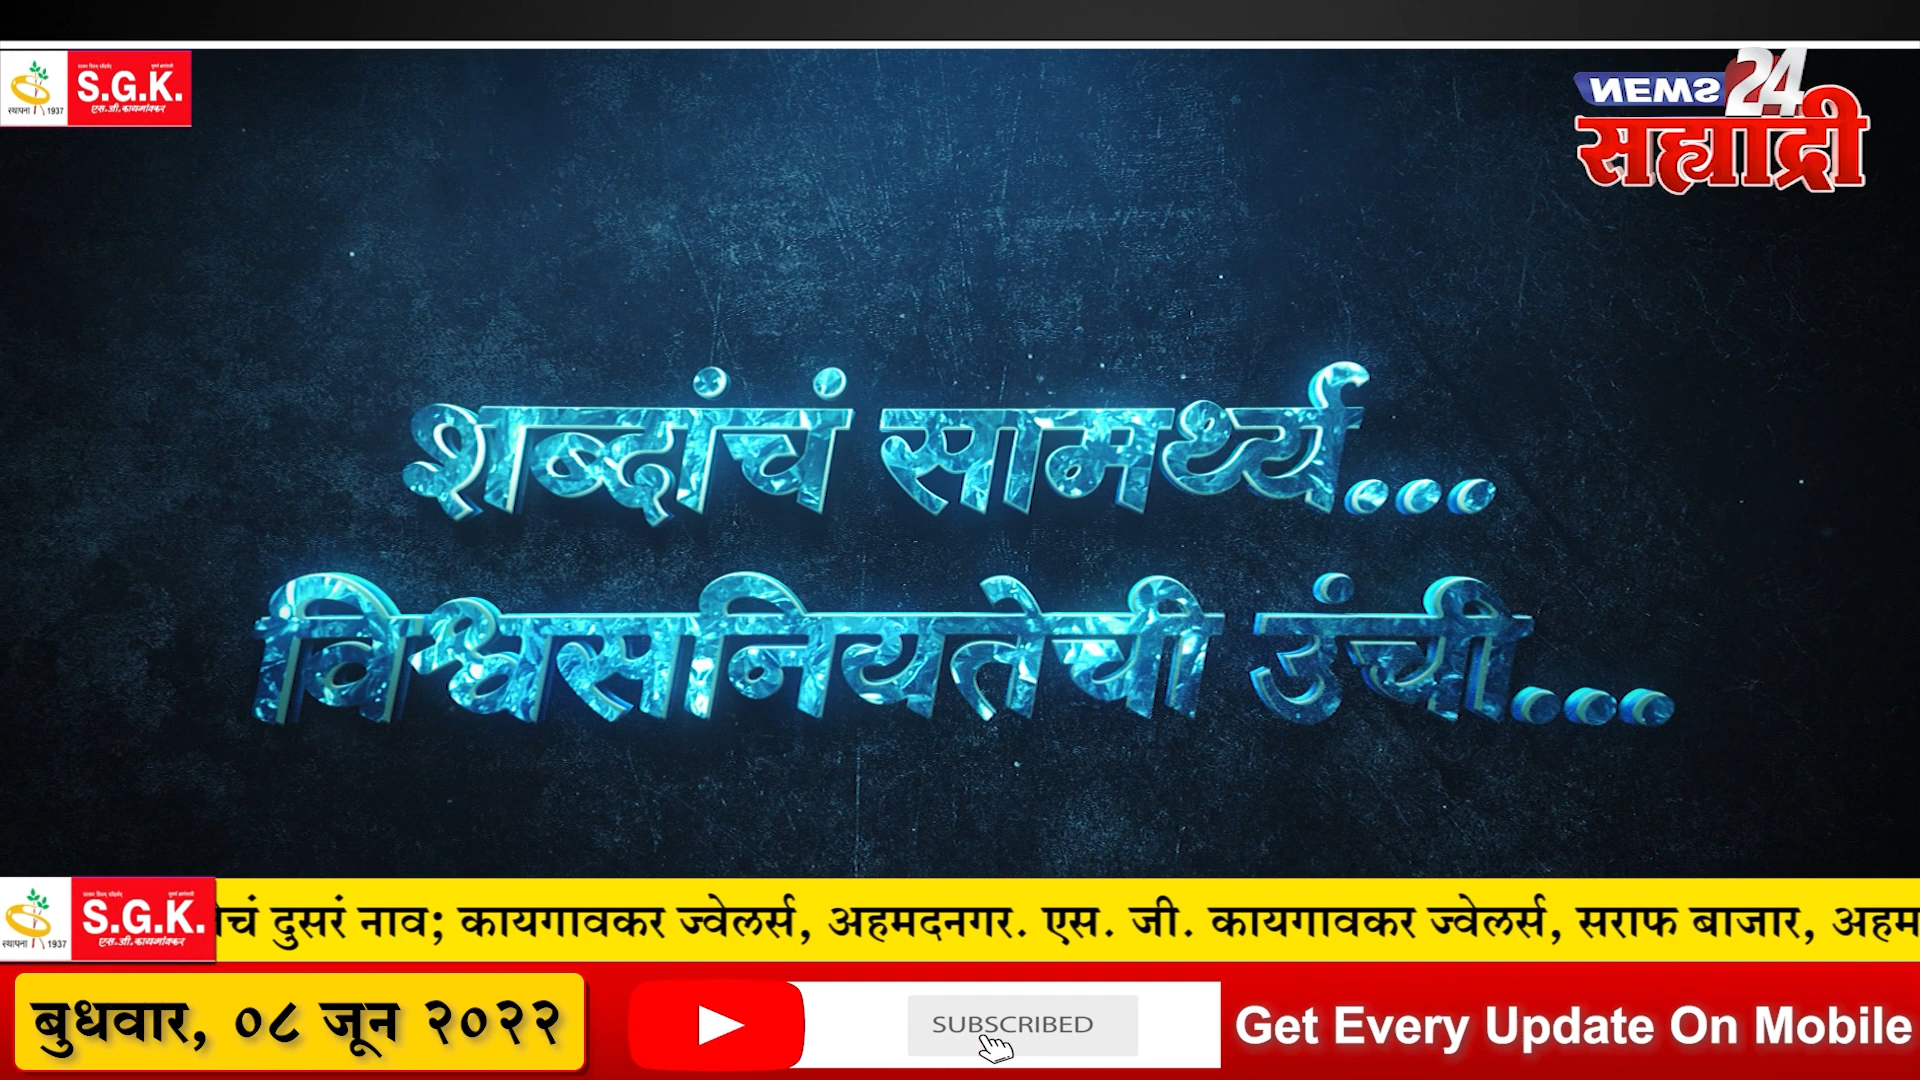 S.G.K.
एस.जी.कायगांवकर
स्थापना 1937
NEWS 24
सह्याद्री
शब्दांचं सामर्थ्य...
विश्वसनियतेची उंची...
S.G.K.
एस.जी.कायगांवकर
स्थापना 1937
दुसरं नाव; कायगावकर ज्वेलर्स, अहमदनगर. एस. जी. कायगावकर ज्वेलर्स, सराफ बाजार, अहम
बुधवार, ०८ जून २०२२
SUBSCRIBED
Get Every Update On Mobile